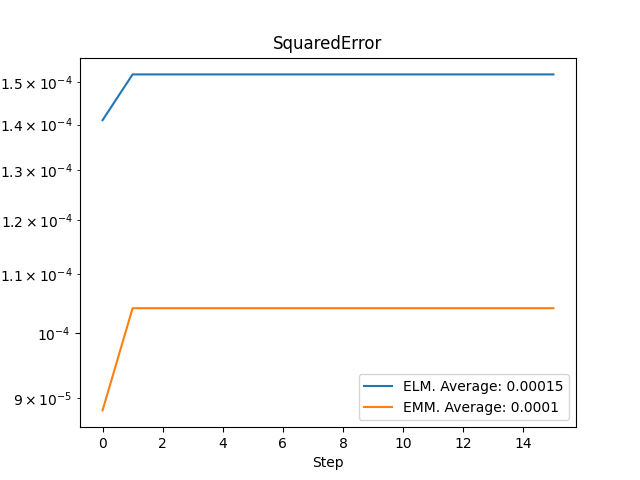 SquaredError
1.5 × 10⁻⁴
1.4 × 10⁻⁴
1.3 × 10⁻⁴
1.2 × 10⁻⁴
1.1 × 10⁻⁴
10⁻⁴
9 × 10⁻⁵
ELM. Average: 0.00015
EMM. Average: 0.0001
0 2 4 6 8 10 12 14
Step